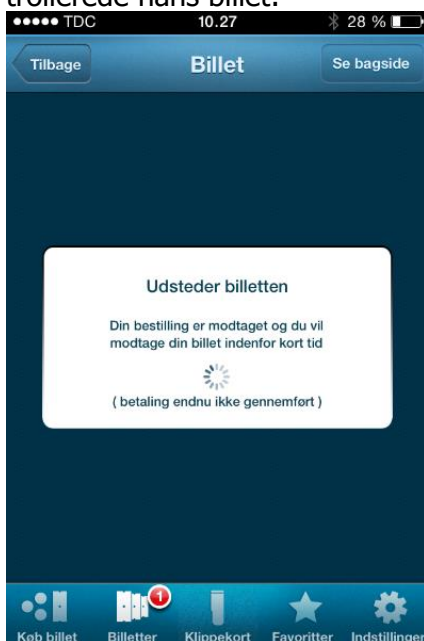 trollerede hans billet.
TDC 10.27 28 %
Tilbage Billet Se bagside
Udsteder billetten
Din bestilling er modtaget og du vil
modtage din billet indenfor kort tid
( betaling endnu ikke gennemført )
1
Køb billet Billetter Klippekort Favoritter Indstillinger